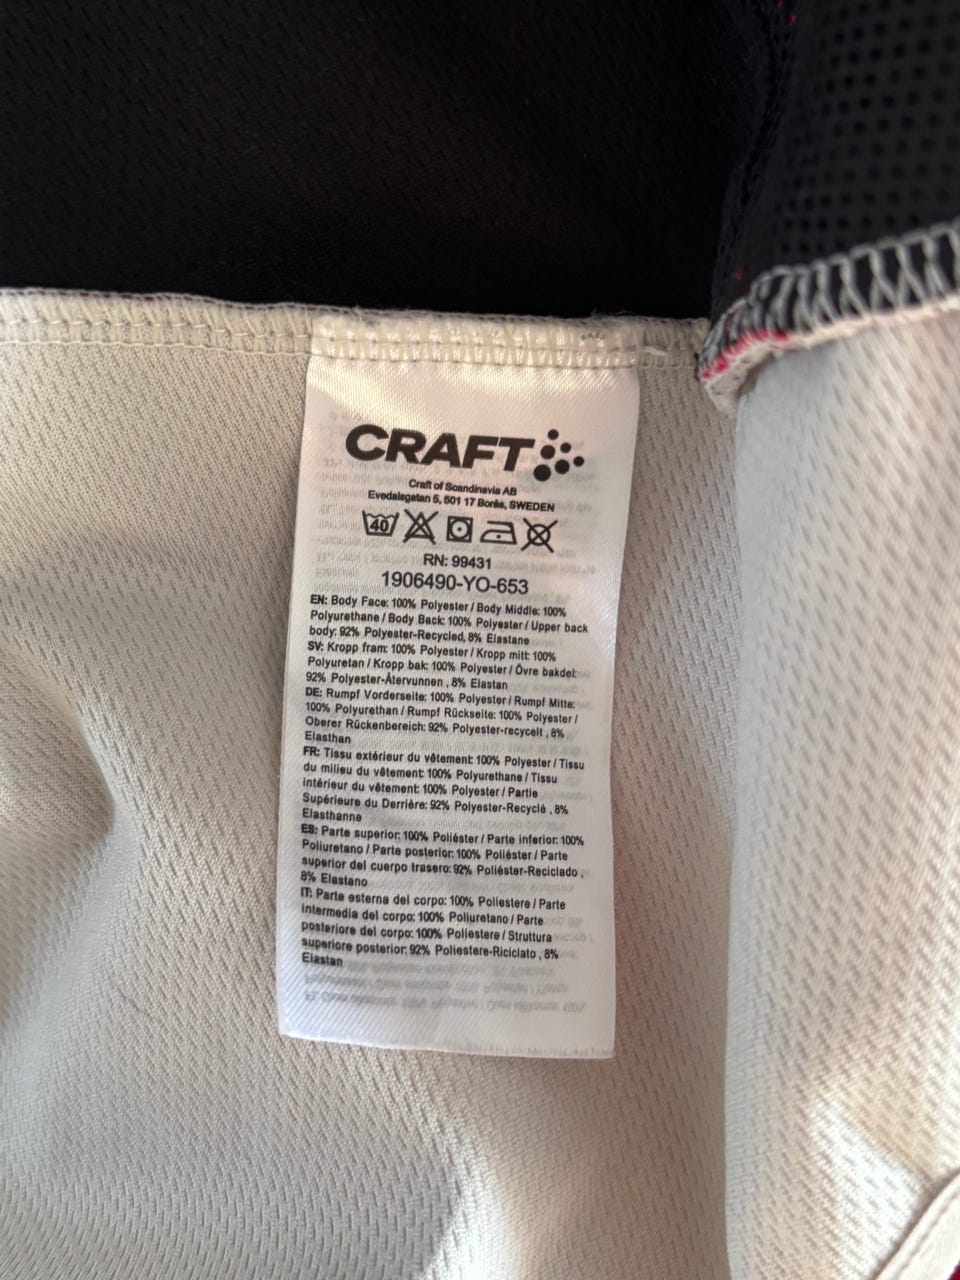 CRAFT
Craft of Scandinavia AB
Evedalsgatan 5, 501 17 Borås, SWEDEN
40
RN: 99431
1906490-YO-653
EN: Body Face: 100% Polyester / Body Middle: 100%
Polyurethane / Body Back: 100% Polyester / Upper back
body: 92% Polyester-Recycled, 8% Elastane
SV: Kropp fram: 100% Polyester / Kropp mitt: 100%
Polyuretan / Kropp bak: 100% Polyester / Övre bakdel:
92% Polyester-Återvunnen , 8% Elastan
DE: Rumpf Vorderseite: 100% Polyester / Rumpf Mitte:
100% Polyurethan / Rumpf Rückseite: 100% Polyester /
Oberer Rückenbereich: 92% Polyester-recycelt , 8%
Elasthan
FR: Tissu extérieur du vêtement: 100% Polyester / Tissu
du milieu du vêtement: 100% Polyurethane / Tissu
intérieur du vêtement: 100% Polyester / Partie
Supérieure du Derrière: 92% Polyester-Recyclé , 8%
Elasthanne
ES: Parte superior: 100% Poliéster / Parte inferior: 100%
Poliuretano / Parte posterior: 100% Poliéster / Parte
superior del cuerpo trasero: 92% Poliéster-Reciclado ,
8% Elastano
IT: Parte esterna del corpo: 100% Poliestere / Parte
intermedia del corpo: 100% Poliuretano / Parte
posteriore del corpo: 100% Poliestere / Struttura
superiore posterior: 92% Poliestere-Riciclato , 8%
Elastan